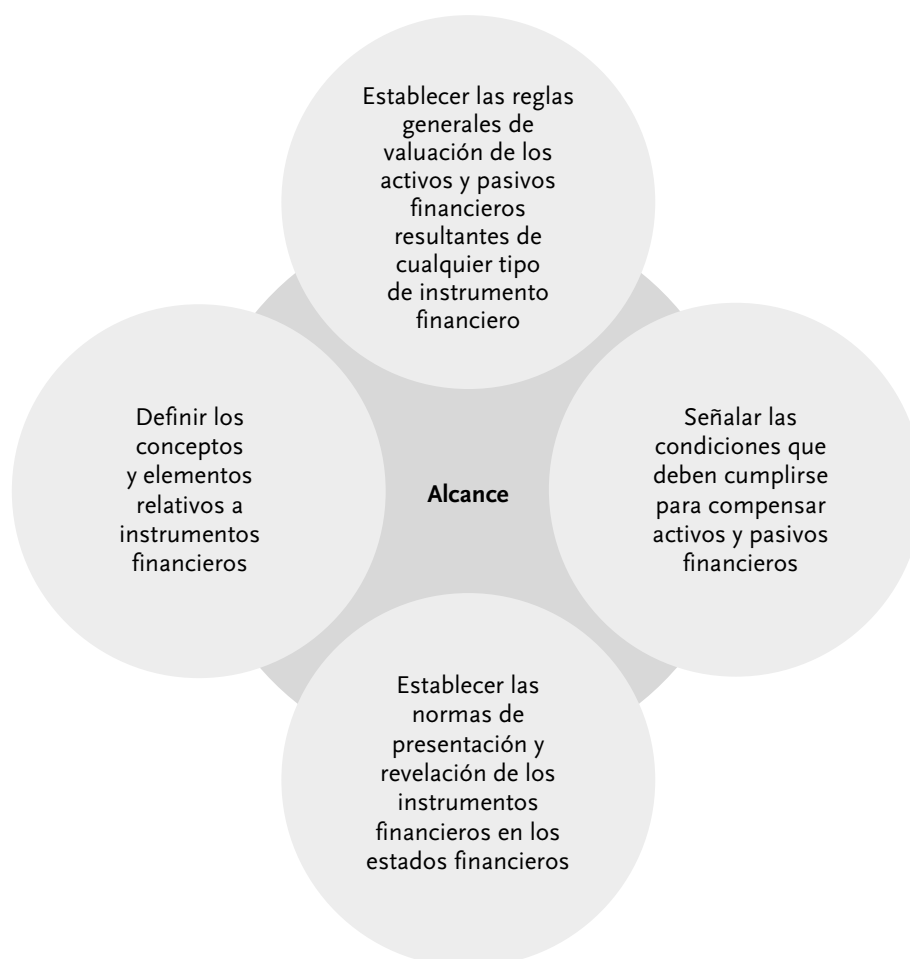 Establecer las reglas
generales de
valuación de los
activos y pasivos
financieros
resultantes de
cualquier tipo
de instrumento
financiero
Definir los
conceptos
y elementos
relativos a
instrumentos
financieros
Alcance
Señalar las
condiciones que
deben cumplirse
para compensar
activos y pasivos
financieros
Establecer las
normas de
presentación y
revelación de los
instrumentos
financieros en los
estados financieros